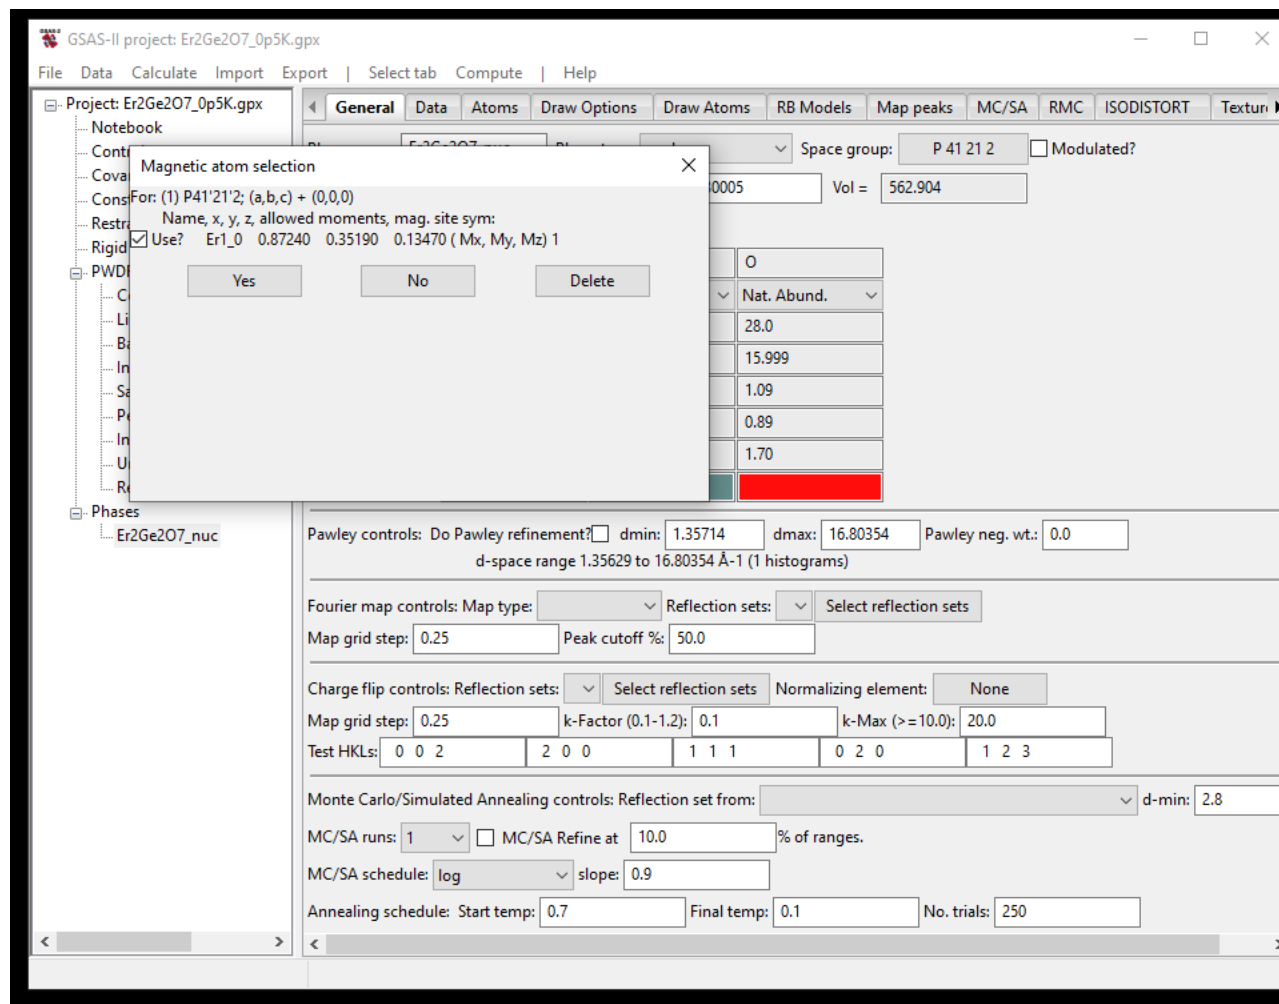 GSAS-II project: Er2Ge2O7_0p5K.gpx
File Data Calculate Import Export | Select tab Compute | Help
Project: Er2Ge2O7_0p5K.gpx
Notebook
Restra
Rigid
Phases
Er2Ge2O7_nuc
General Data Atoms Draw Options Draw Atoms RB Models Map peaks MC/SA RMC ISODISTORT Texture
Space group: P 41 21 2 Modulated?
0005 Vol = 562.904
Magnetic atom selection
For: (1) P41'21'2; (a,b,c) + (0,0,0)
Name, x, y, z, allowed moments, mag. site sym:
Use? Er1_0 0.87240 0.35190 0.13470 ( Mx, My, Mz) 1
Yes No Delete
O
Nat. Abund.
28.0
15.999
1.09
0.89
1.70
Pawley controls: Do Pawley refinement? dmin: 1.35714 dmax: 16.80354 Pawley neg. wt.: 0.0
d-space range 1.35629 to 16.80354 Å-1 (1 histograms)
Fourier map controls: Map type: Reflection sets: Select reflection sets
Map grid step: 0.25 Peak cutoff %: 50.0
Charge flip controls: Reflection sets: Select reflection sets Normalizing element: None
Map grid step: 0.25 k-Factor (0.1-1.2): 0.1 k-Max (>=10.0): 20.0
Test HKLs: 0 0 2 2 0 0 1 1 1 0 2 0 1 2 3
Monte Carlo/Simulated Annealing controls: Reflection set from: d-min: 2.8
MC/SA runs: 1 MC/SA Refine at 10.0 % of ranges.
MC/SA schedule: log slope: 0.9
Annealing schedule: Start temp: 0.7 Final temp: 0.1 No. trials: 250